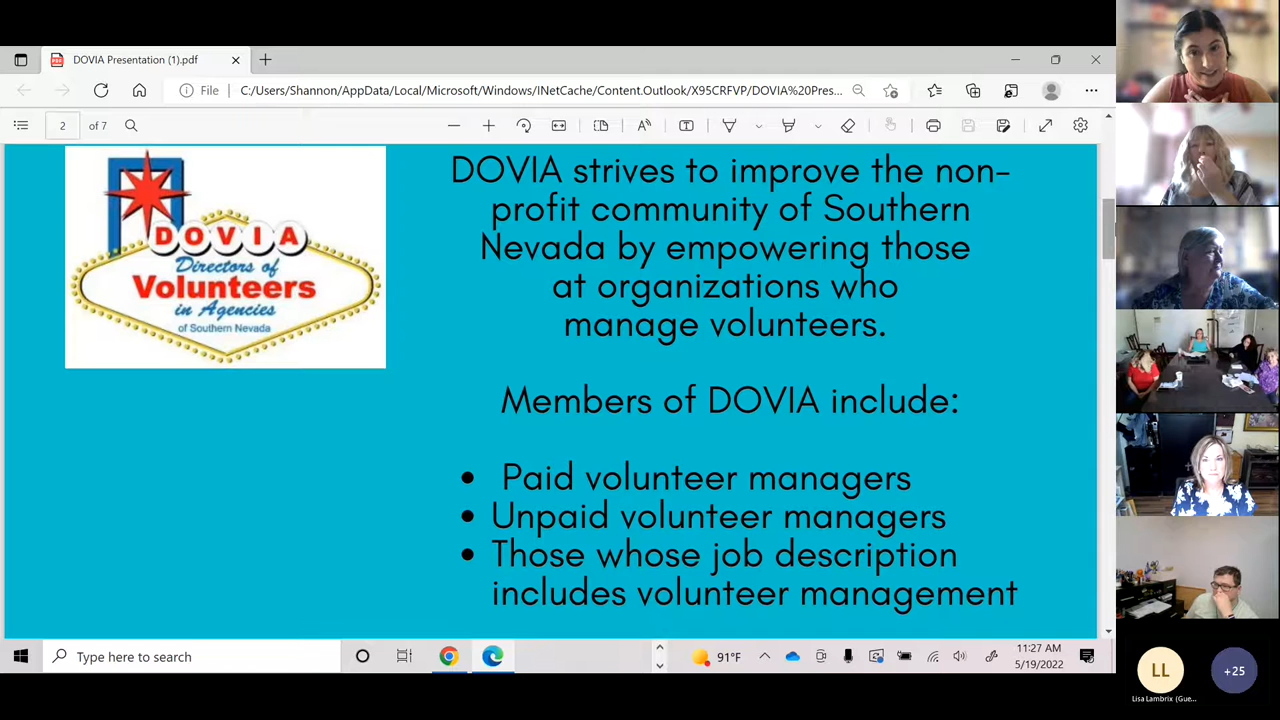 DOVIA Presentation (1).pdf
File
C:/Users/Shannon/AppData/Local/Microsoft/Windows/INetCache/Content.Outlook/X95CRFVP/DOVIA%20Pres...
2 of 7
DOVIA
Directors of
Volunteers
in Agencies
of Southern Nevada
DOVIA strives to improve the non-
profit community of Southern
Nevada by empowering those
at organizations who
manage volunteers.
Members of DOVIA include:
• Paid volunteer managers
• Unpaid volunteer managers
• Those whose job description
includes volunteer management
Type here to search
91°F
11:27 AM
5/19/2022
LL
Lisa Lambrix (Gue...
+25